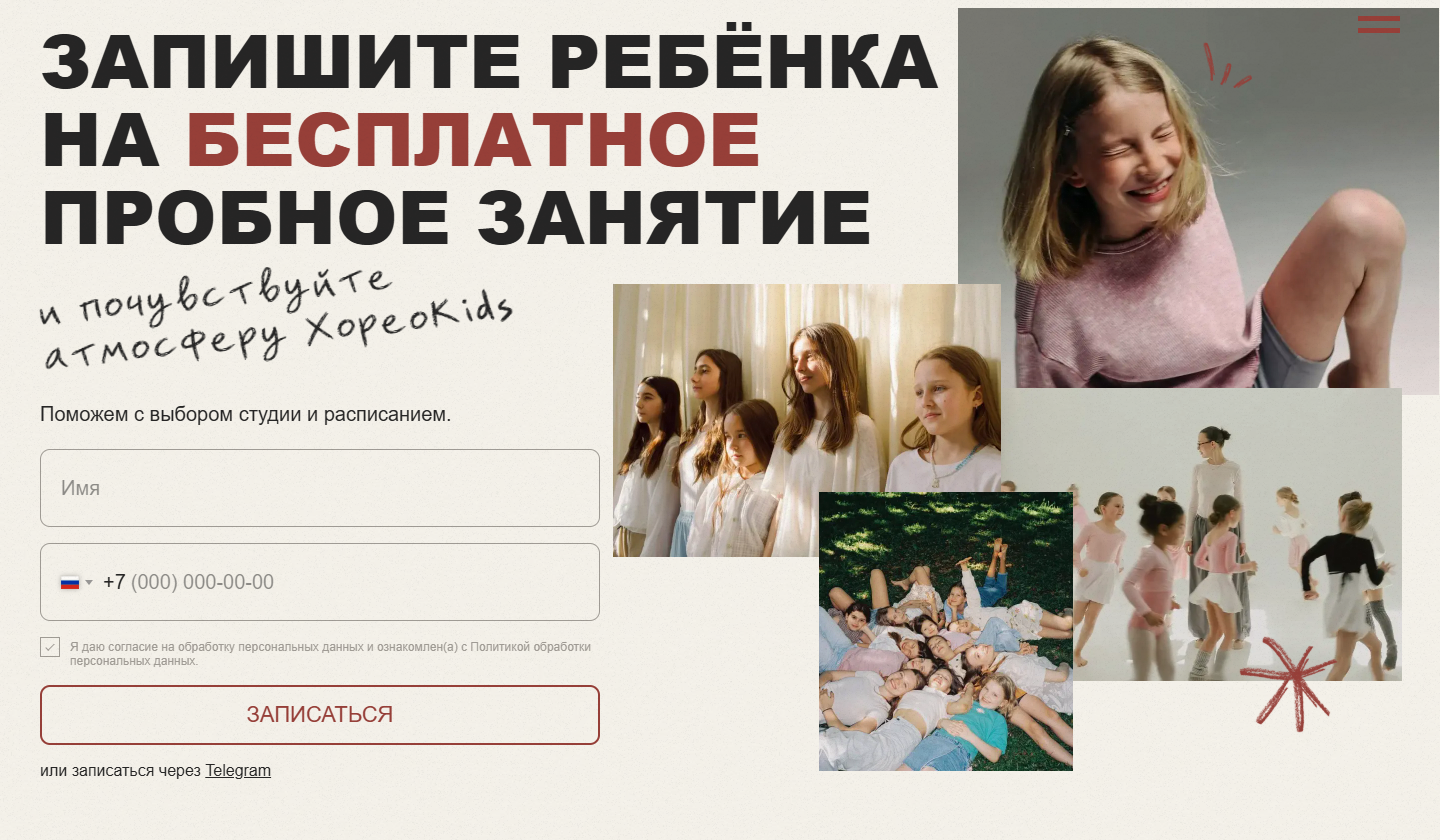 ЗАПИШИТЕ РЕБЁНКА
НА БЕСПЛАТНОЕ
ПРОБНОЕ ЗАНЯТИЕ
и почувствуйте
атмосферу ХореоKids
Поможем с выбором студии и расписанием.
Имя
+7 (000) 000-00-00
Я даю согласие на обработку персональных данных и ознакомлен(а) с Политикой обработки
персональных данных.
ЗАПИСАТЬСЯ
или записаться через Telegram